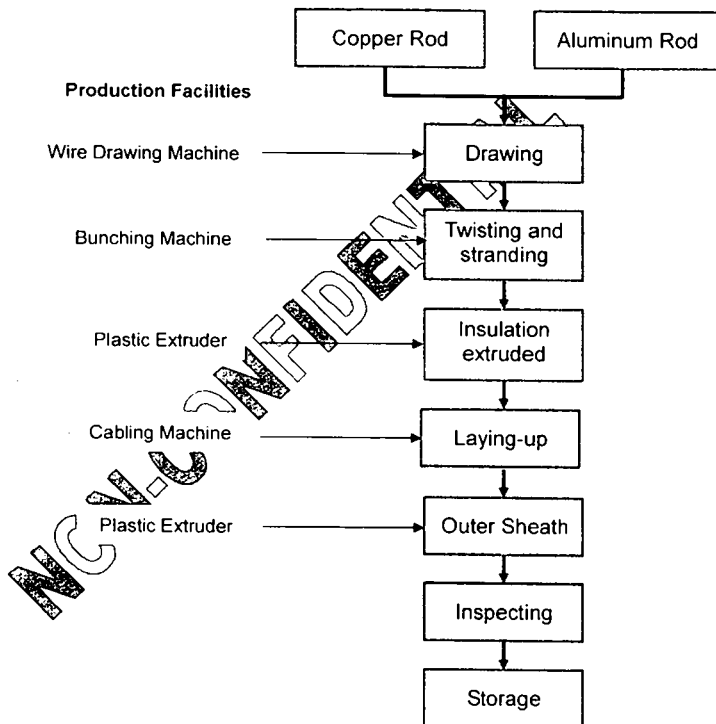 Copper Rod
Aluminum Rod
Production Facilities
Wire Drawing Machine
Drawing
Bunching Machine
Twisting and
stranding
Plastic Extruder
Insulation
extruded
Cabling Machine
Laying-up
Plastic Extruder
Outer Sheath
Inspecting
Storage